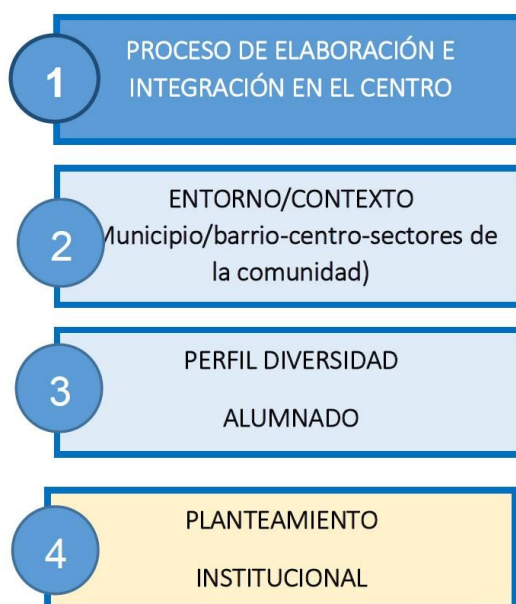 1
PROCESO DE ELABORACIÓN E
INTEGRACIÓN EN EL CENTRO
2
ENTORNO/CONTEXTO
unicipio/barrio-centro-sectores de
la comunidad)
3
PERFIL DIVERSIDAD
ALUMNADO
4
PLANTEAMIENTO
INSTITUCIONAL